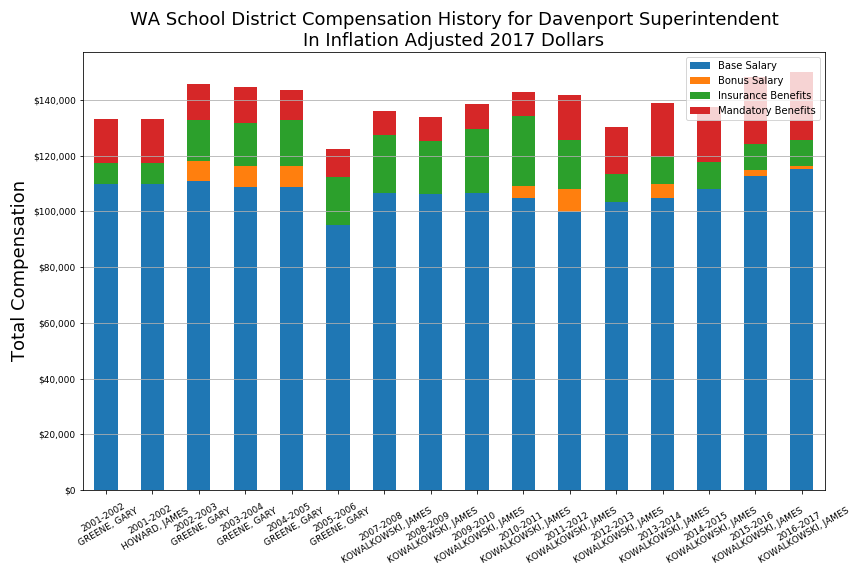 WA School District Compensation History for Davenport Superintendent
In Inflation Adjusted 2017 Dollars
Total Compensation
$140,000
$120,000
$100,000
$80,000
$60,000
$40,000
$20,000
$0
Base Salary
Bonus Salary
Insurance Benefits
Mandatory Benefits
2001-2002
GREENE, GARY
2001-2002
HOWARD, JAMES
2002-2003
GREENE, GARY
2003-2004
GREENE, GARY
2004-2005
GREENE, GARY
2005-2006
GREENE, GARY
2007-2008
KOWALKOWSKI, JAMES
2008-2009
KOWALKOWSKI, JAMES
2009-2010
KOWALKOWSKI, JAMES
2010-2011
KOWALKOWSKI, JAMES
2011-2012
KOWALKOWSKI, JAMES
2012-2013
KOWALKOWSKI, JAMES
2013-2014
KOWALKOWSKI, JAMES
2014-2015
KOWALKOWSKI, JAMES
2015-2016
KOWALKOWSKI, JAMES
2016-2017
KOWALKOWSKI, JAMES